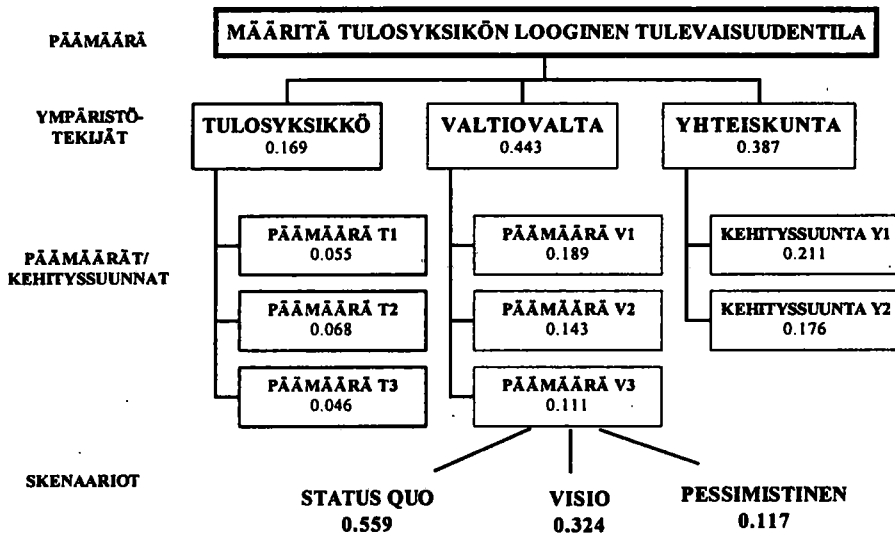 PÄÄMÄÄRÄ
MÄÄRITÄ TULOSYKSIKÖN LOOGINEN TULEVAISUUDENTILA
YMPÄRISTÖ-
TEKIJÄT
TULOSYKSIKKÖ
0.169
VALTIOVALTA
0.443
YHTEISKUNTA
0.387
PÄÄMÄÄRÄT/
KEHITYSSUUNNAT
PÄÄMÄÄRÄ T1
0.055
PÄÄMÄÄRÄ V1
0.189
KEHITYSSUUNTA Y1
0.211
PÄÄMÄÄRÄ T2
0.068
PÄÄMÄÄRÄ V2
0.143
KEHITYSSUUNTA Y2
0.176
PÄÄMÄÄRÄ T3
0.046
PÄÄMÄÄRÄ V3
0.111
SKENAARIOT
STATUS QUO
0.559
VISIO
0.324
PESSIMISTINEN
0.117